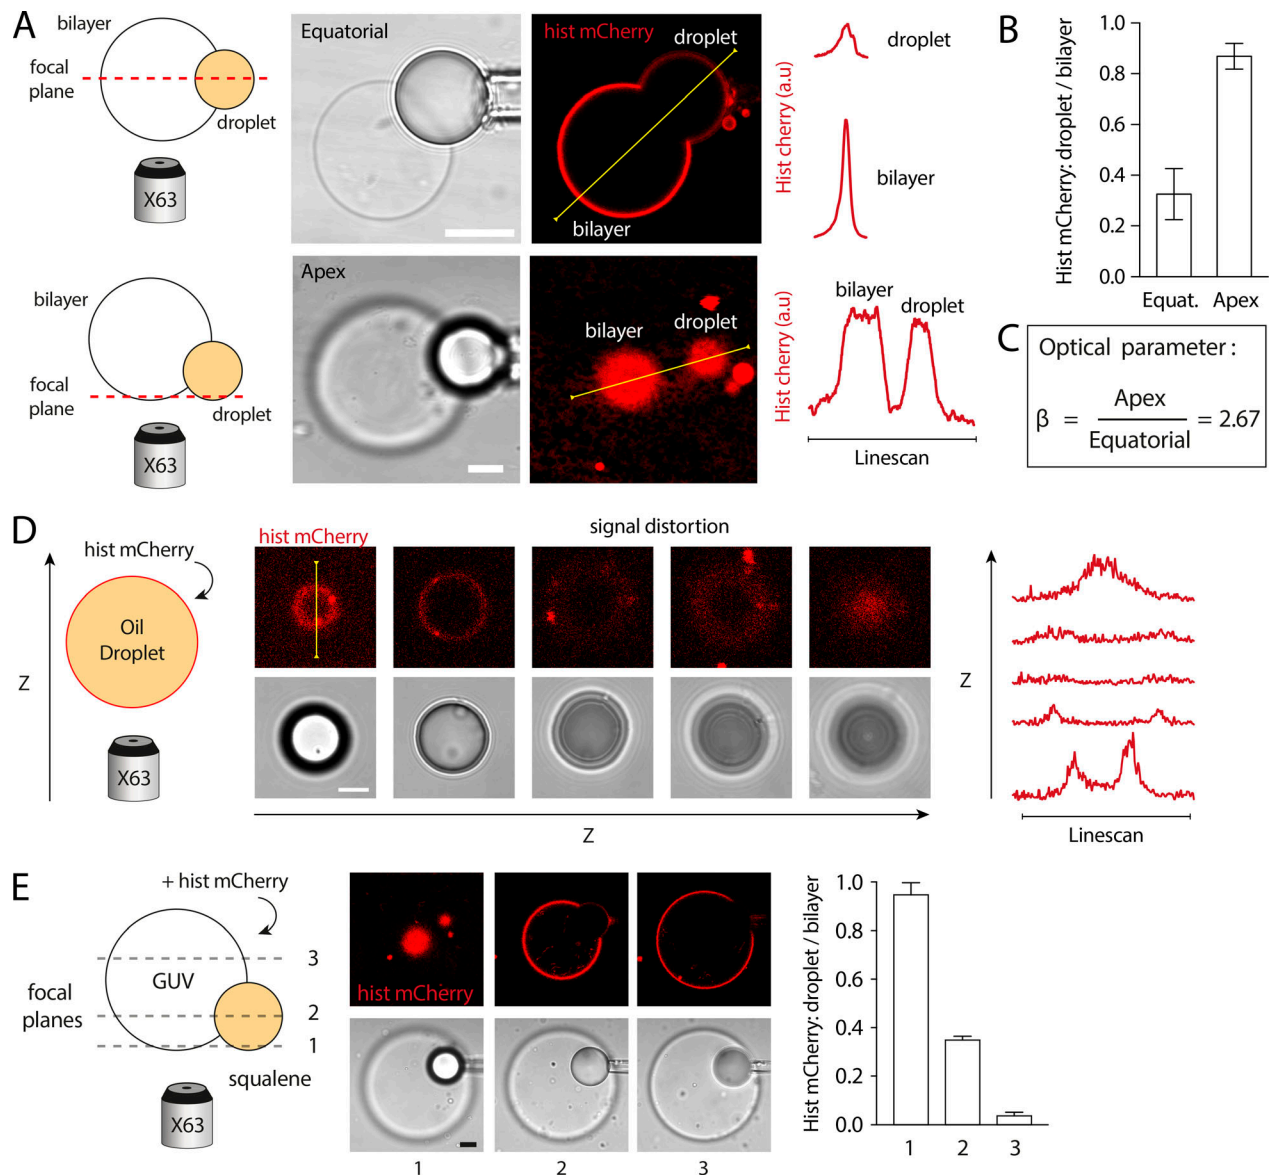 A
bilayer
focal
plane
droplet
X63
Equatorial
hist mCherry
droplet
bilayer
Hist cherry (a.u)
droplet
bilayer
B
Hist mCherry: droplet / bilayer
1.0
0.8
0.6
0.4
0.2
0.0
Equat. Apex
bilayer
focal
plane
droplet
X63
Apex
bilayer
droplet
Hist cherry (a.u)
bilayer
droplet
Linescan
C
Optical parameter :
β = Apex / Equatorial = 2.67
D
hist mCherry
Z
Oil
Droplet
X63
signal distortion
hist mCherry
Z
Z
Linescan
E
+ hist mCherry
GUV
focal
planes
3
2
1
squalene
X63
hist mCherry
1 2 3
Hist mCherry: droplet / bilayer
1.0
0.8
0.6
0.4
0.2
0.0
1 2 3